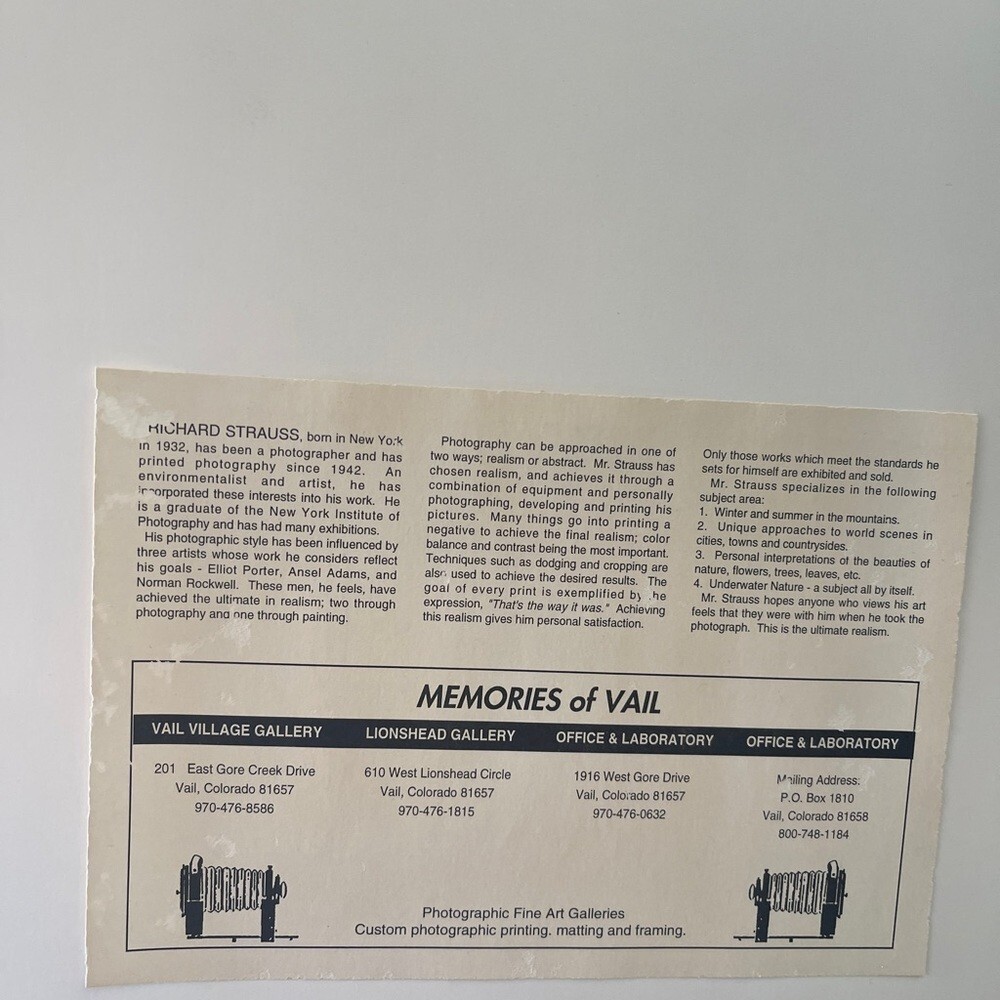 RICHARD STRAUSS, born in New York
in 1932, has been a photographer and has
printed photography since 1942. An
environmentalist and artist, he has
incorporated these interests into his work. He
is a graduate of the New York Institute of
Photography and has had many exhibitions.
His photographic style has been influenced by
three artists whose work he considers reflect
his goals - Elliot Porter, Ansel Adams, and
Norman Rockwell. These men, he feels, have
achieved the ultimate in realism; two through
photography and one through painting.
Photography can be approached in one of
two ways; realism or abstract. Mr. Strauss has
chosen realism, and achieves it through a
combination of equipment and personally
photographing, developing and printing his
pictures. Many things go into printing a
negative to achieve the final realism; color
balance and contrast being the most important.
Techniques such as dodging and cropping are
also used to achieve the desired results. The
goal of every print is exemplified by the
expression, "That's the way it was." Achieving
this realism gives him personal satisfaction.
Only those works which meet the standards he
sets for himself are exhibited and sold.
Mr. Strauss specializes in the following
subject area:
1. Winter and summer in the mountains.
2. Unique approaches to world scenes in
cities, towns and countrysides.
3. Personal interpretations of the beauties of
nature, flowers, trees, leaves, etc.
4. Underwater Nature - a subject all by itself.
Mr. Strauss hopes anyone who views his art
feels that they were with him when he took the
photograph. This is the ultimate realism.
MEMORIES of VAIL
VAIL VILLAGE GALLERY
201 East Gore Creek Drive
Vail, Colorado 81657
970-476-8586
LIONSHEAD GALLERY
610 West Lionshead Circle
Vail, Colorado 81657
970-476-1815
OFFICE & LABORATORY
1916 West Gore Drive
Vail, Colorado 81657
970-476-0632
OFFICE & LABORATORY
Mailing Address:
P.O. Box 1810
Vail, Colorado 81658
800-748-1184
Photographic Fine Art Galleries
Custom photographic printing. matting and framing.